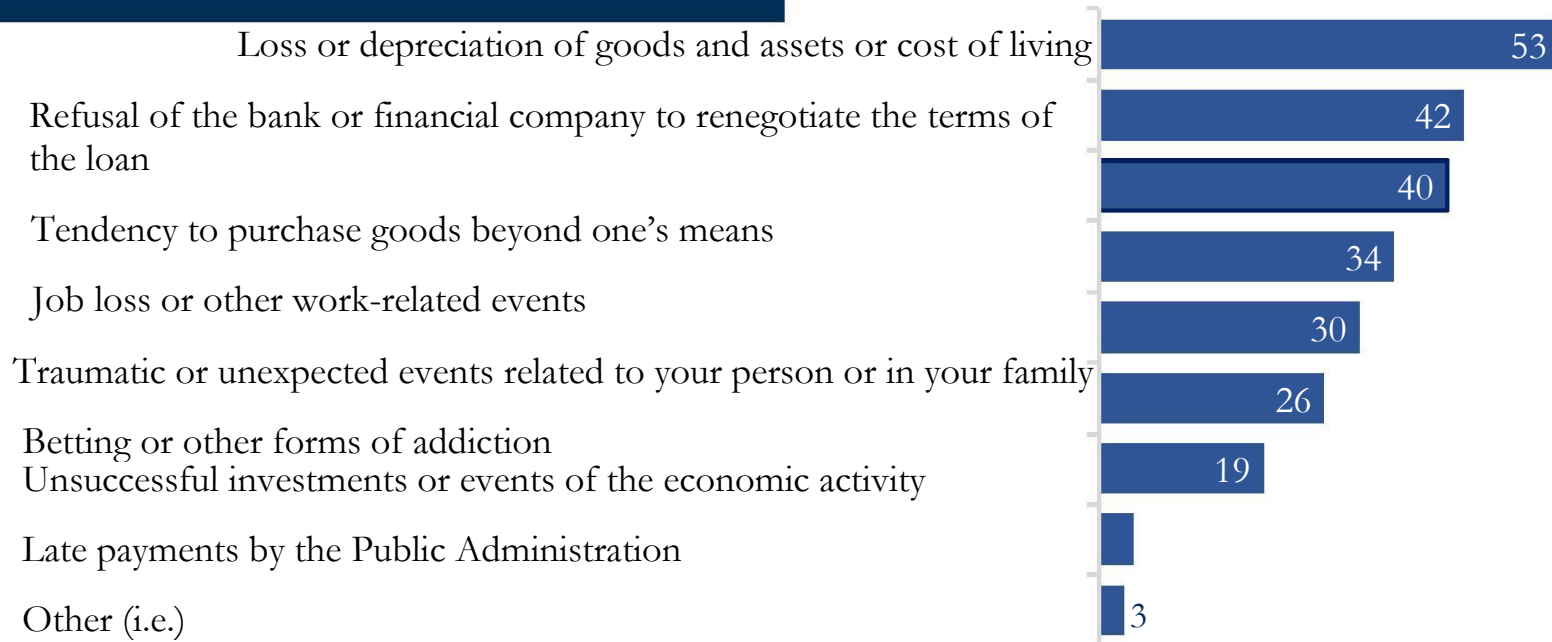 Loss or depreciation of goods and assets or cost of living
53
Refusal of the bank or financial company to renegotiate the terms of
the loan
42
40
Tendency to purchase goods beyond one’s means
34
Job loss or other work-related events
30
Traumatic or unexpected events related to your person or in your family
26
Betting or other forms of addiction
Unsuccessful investments or events of the economic activity
19
Late payments by the Public Administration
Other (i.e.)
3